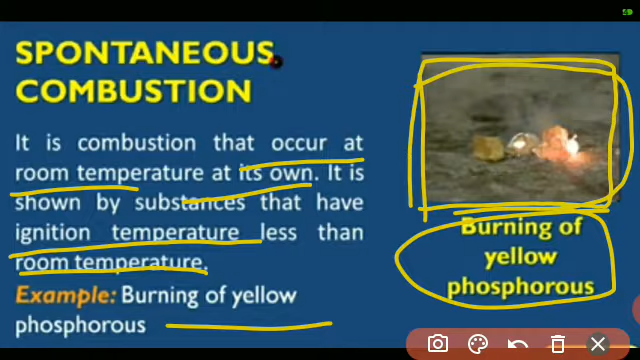 SPONTANEOUS
COMBUSTION
It is combustion that occur at
room temperature at its own. It is
shown by substances that have
ignition temperature less than
room temperature.
Example: Burning of yellow
phosphorous
Burning of
yellow
phosphorous